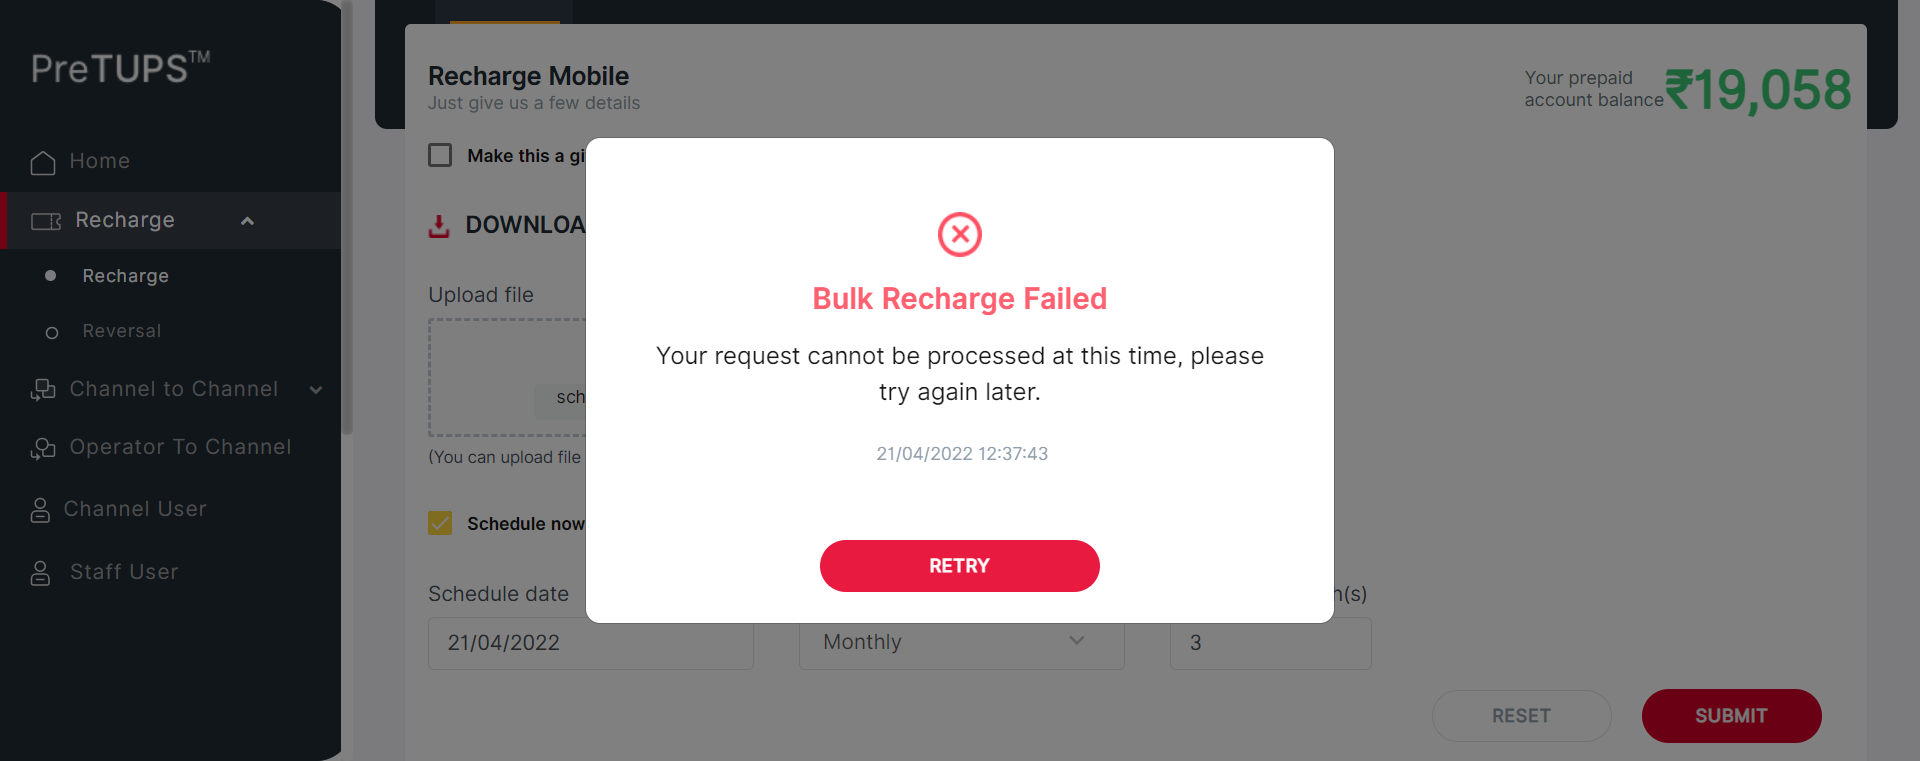 PreTUPS™
Home
Recharge
Recharge
Reversal
Channel to Channel
Operator To Channel
Channel User
Staff User
Recharge Mobile
Just give us a few details
Your prepaid
account balance
₹19,058
Make this a gi
DOWNLOA
Upload file
sch
(You can upload file
Schedule now
Schedule date
h(s)
21/04/2022
Monthly
3
RESET
SUBMIT
Bulk Recharge Failed
Your request cannot be processed at this time, please
try again later.
21/04/2022 12:37:43
RETRY